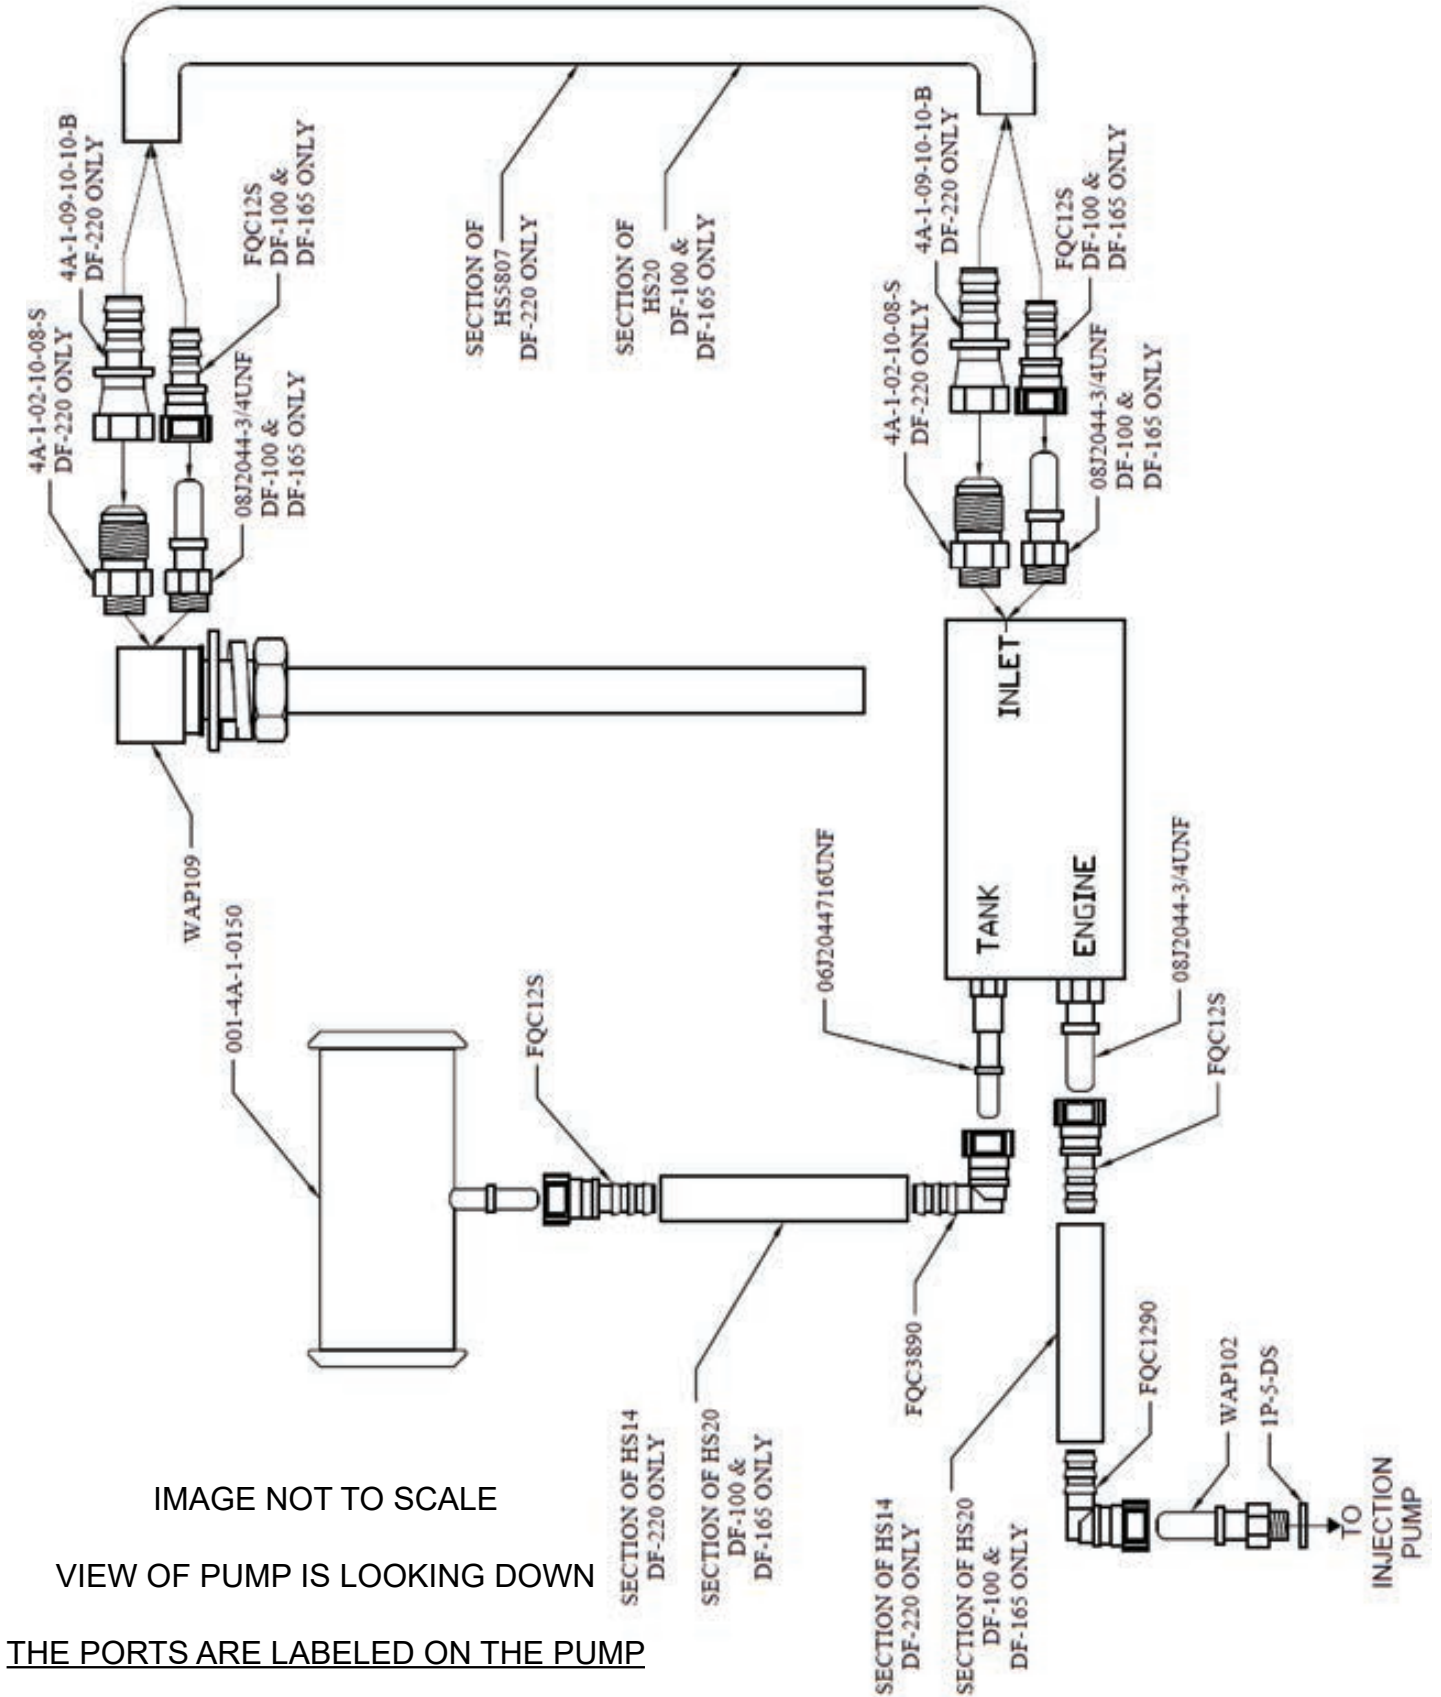 4A-1-02-10-08-S
DF-220 ONLY
4A-1-09-10-10-B
DF-220 ONLY
FQC12S
DF-100 &
DF-165 ONLY
08J2044-3/4UNF
DF-100 &
DF-165 ONLY
SECTION OF
HS5807
DF-220 ONLY
SECTION OF
HS20
DF-100 &
DF-165 ONLY
4A-1-02-10-08-S
DF-220 ONLY
4A-1-09-10-10-B
DF-220 ONLY
FQC12S
DF-100 &
DF-165 ONLY
08J2044-3/4UNF
DF-100 &
DF-165 ONLY
WAP109
001-4A-1-0150
FQC12S
06J2044716UNF
INLET
TANK
ENGINE
08J2044-3/4UNF
FQC12S
SECTION OF HS14
DF-220 ONLY
SECTION OF HS20
DF-100 &
DF-165 ONLY
FQC3890
SECTION OF HS14
DF-220 ONLY
SECTION OF HS20
DF-100 &
DF-165 ONLY
FQC1290
WAP102
1P-5-DS
TO
INJECTION
PUMP
IMAGE NOT TO SCALE
VIEW OF PUMP IS LOOKING DOWN
THE PORTS ARE LABELED ON THE PUMP